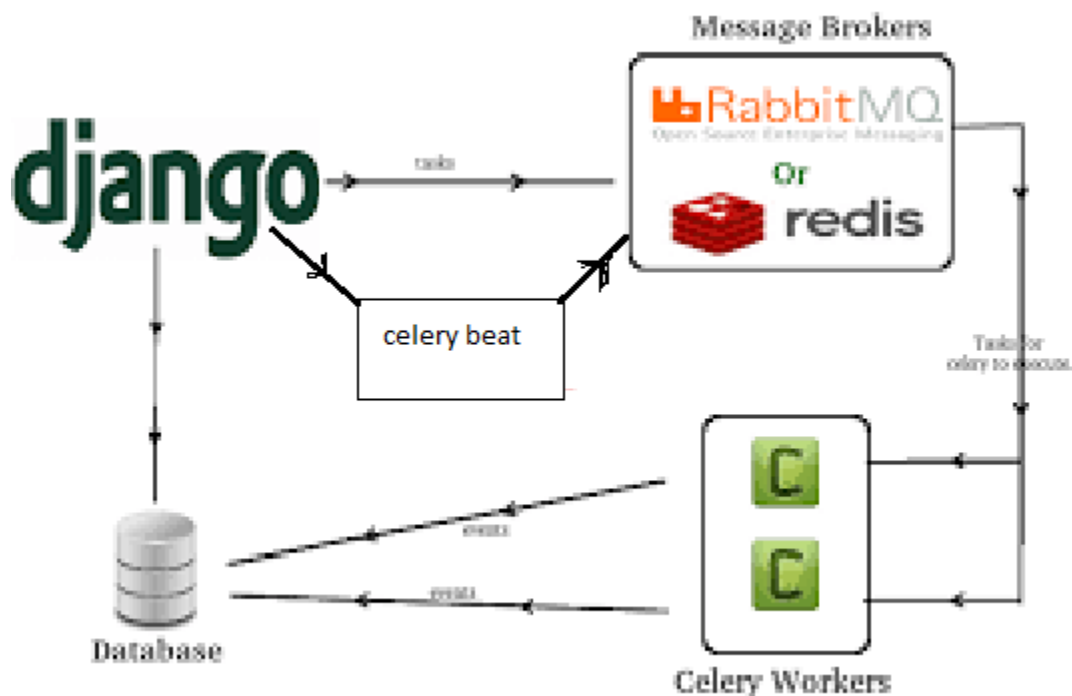 Message Brokers
RabbitMQ
Open Source Enterprise Messaging
django
tasks
Or
redis
celery beat
Tasks for
celry to execute.
C
events
C
events
Database
Celery Workers